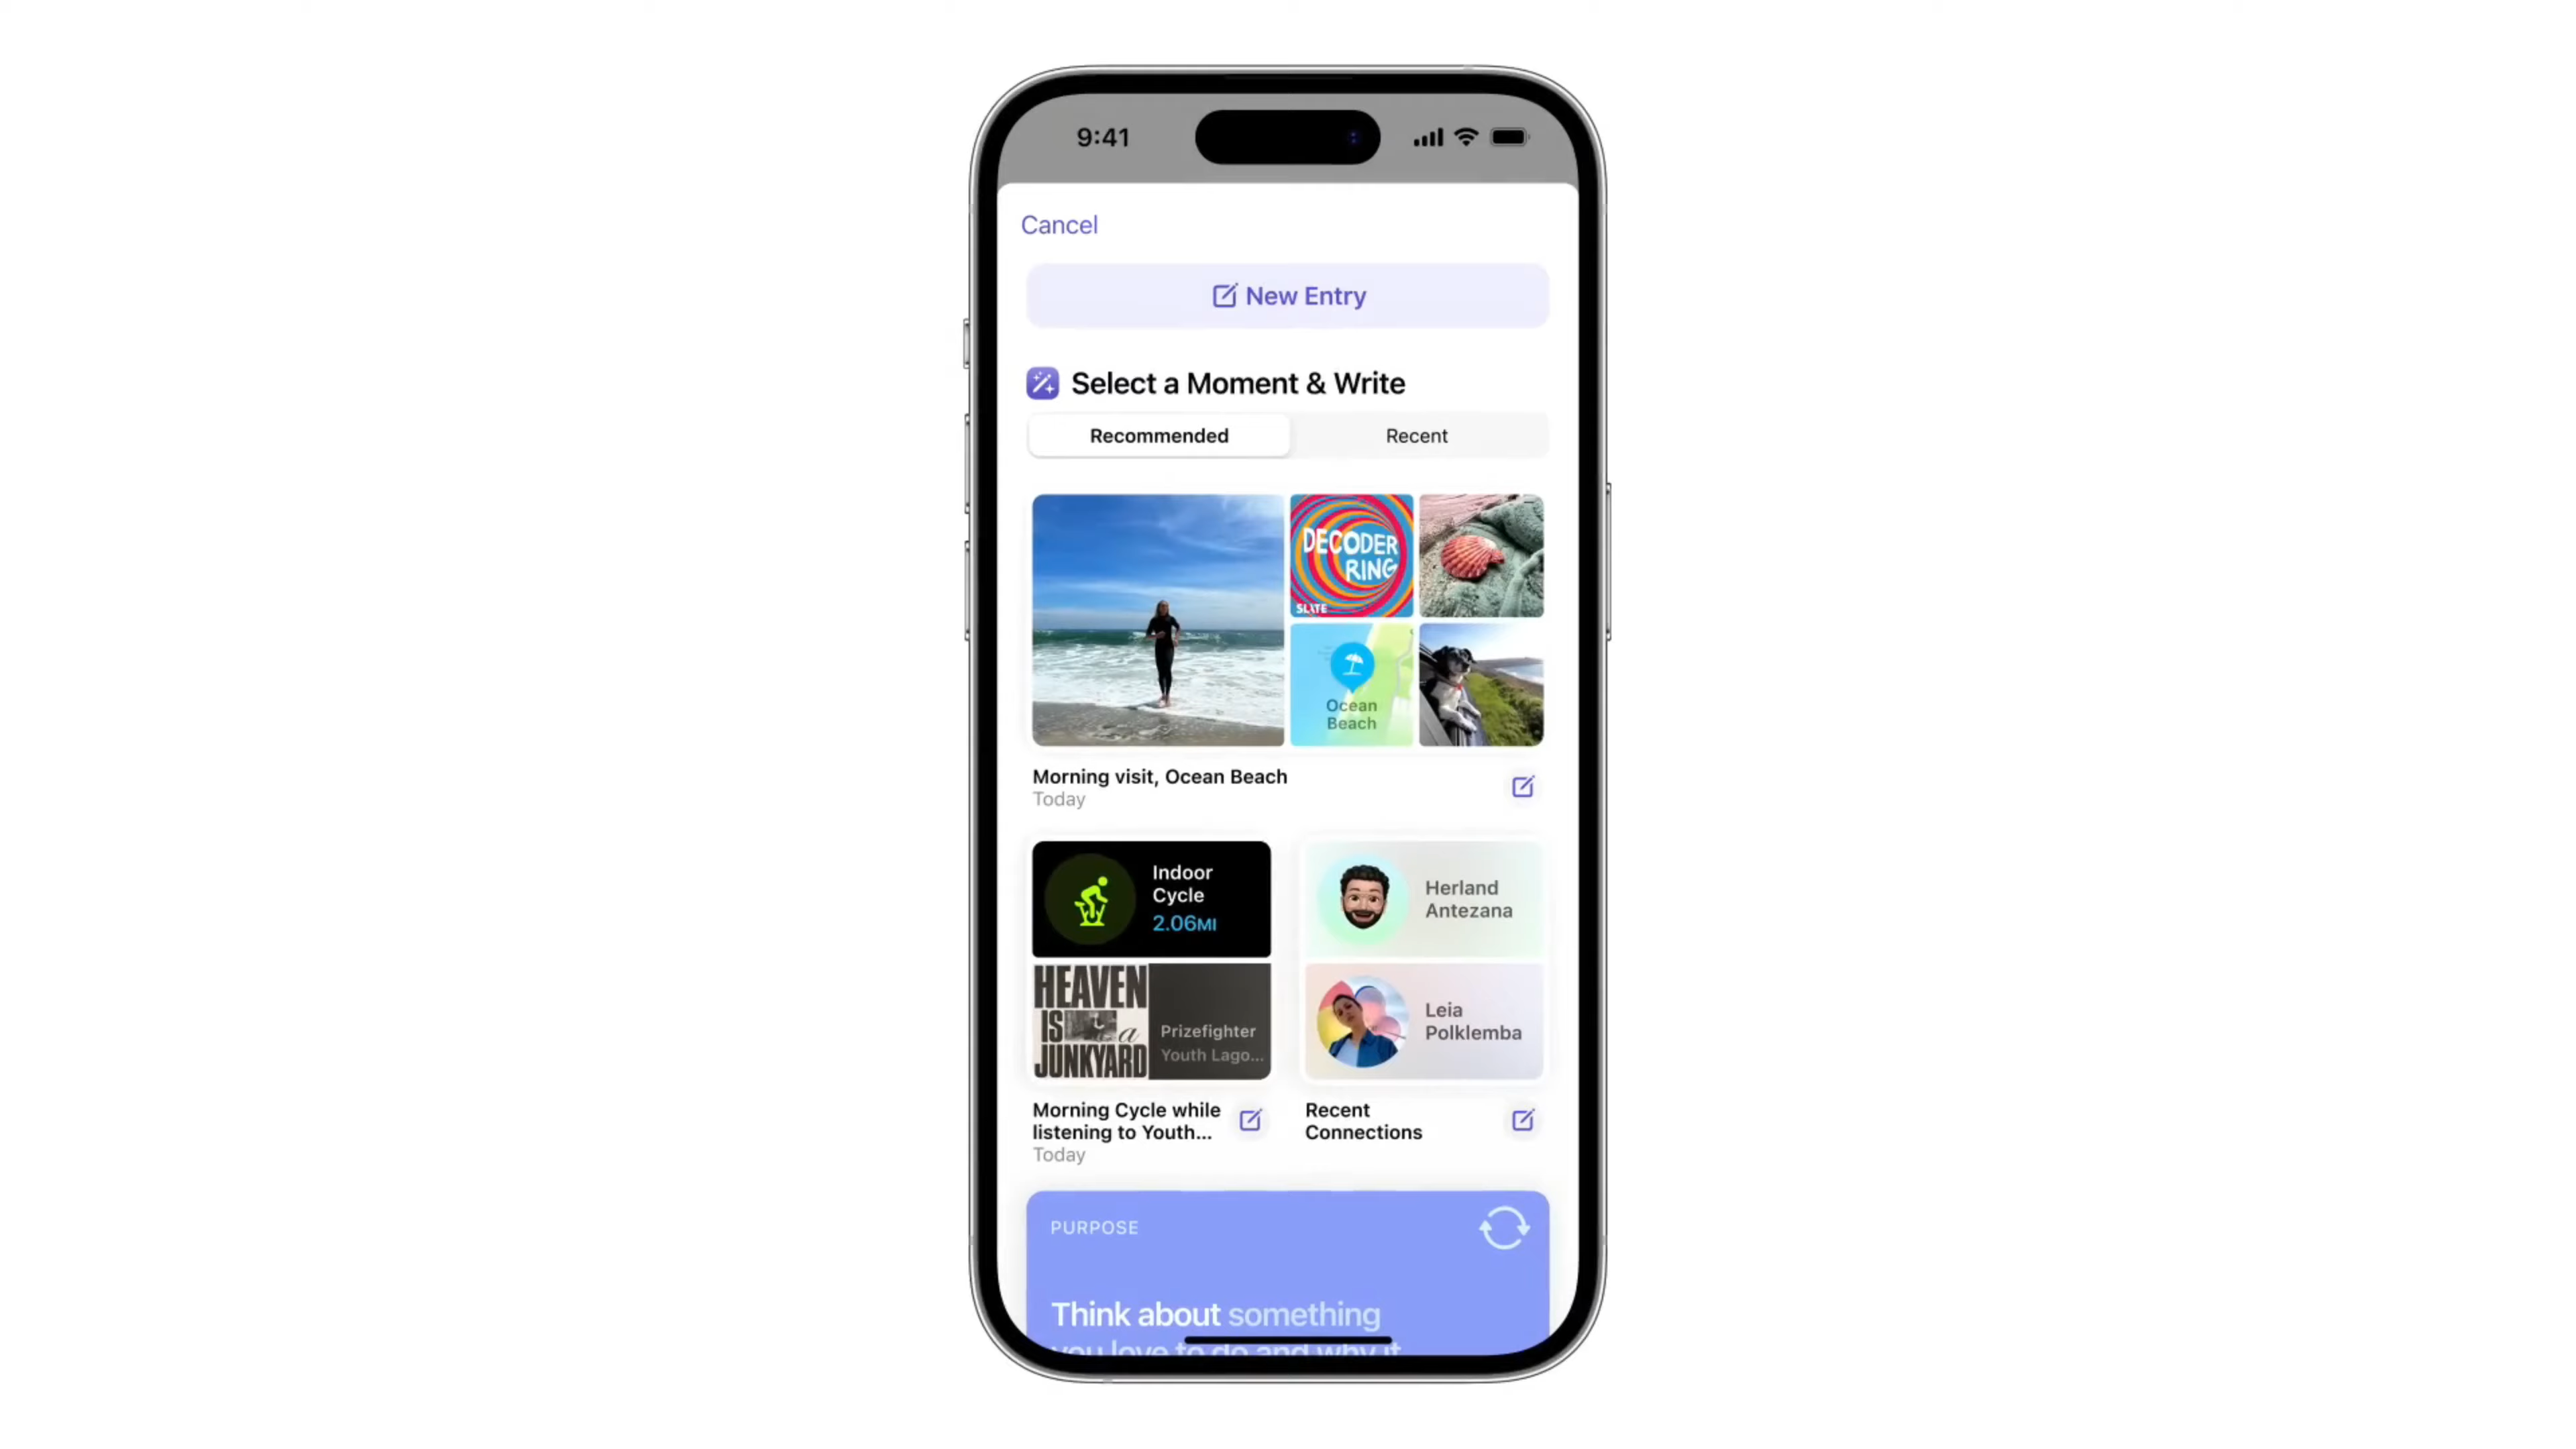 9:41
Cancel
New Entry
Select a Moment & Write
Recommended
Recent
DECODER
RING
SLATE
Ocean
Beach
Morning visit, Ocean Beach
Today
Indoor
Cycle
2.06MI
HEAVEN
IS a
JUNKYARD
Prizefighter
Youth Lago...
Herland
Antezana
Leia
Polklemba
Morning Cycle while
listening to Youth...
Today
Recent
Connections
PURPOSE
Think about something
you love to do and why it